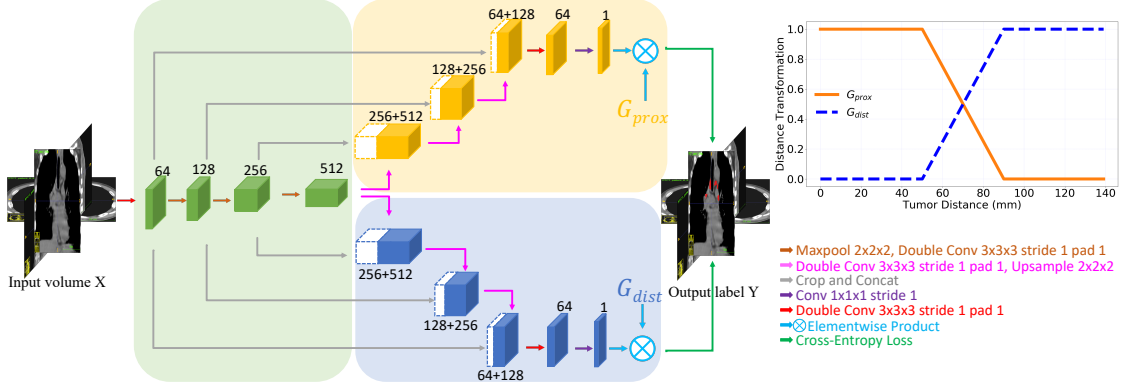 64+128
64
1
128+256
256+512
G_prox
64
128
256
512
Input volume X
256+512
128+256
64+128
64
1
G_dist
Output label Y
Distance Transformation
1.0
0.8
0.6
0.4
0.2
0.0
G_prox
G_dist
0
20
40
60
80
100
120
140
Tumor Distance (mm)
Maxpool 2x2x2, Double Conv 3x3x3 stride 1 pad 1
Double Conv 3x3x3 stride 1 pad 1, Upsample 2x2x2
Crop and Concat
Conv 1x1x1 stride 1
Double Conv 3x3x3 stride 1 pad 1
Elementwise Product
Cross-Entropy Loss